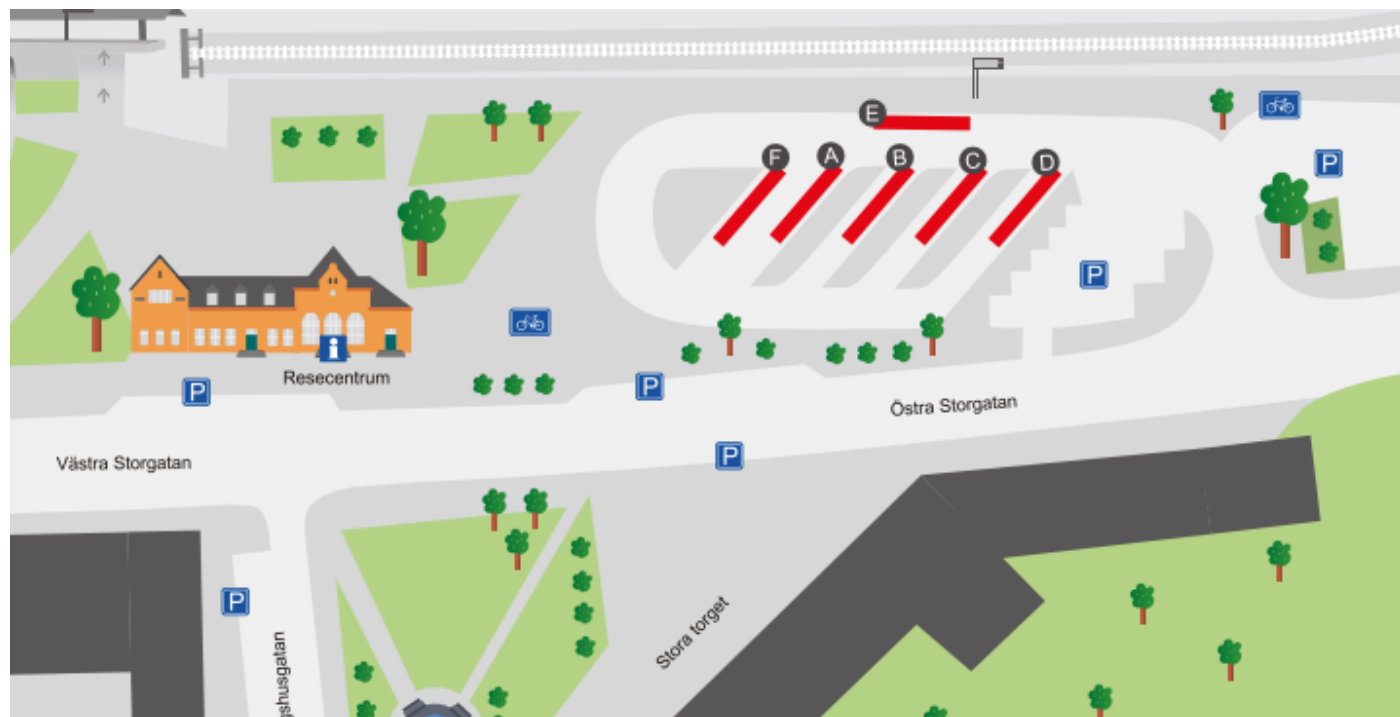 E
F
A
B
C
D
P
P
i
Resecentrum
P
P
Östra Storgatan
Västra Storgatan
P
P
Stora torget